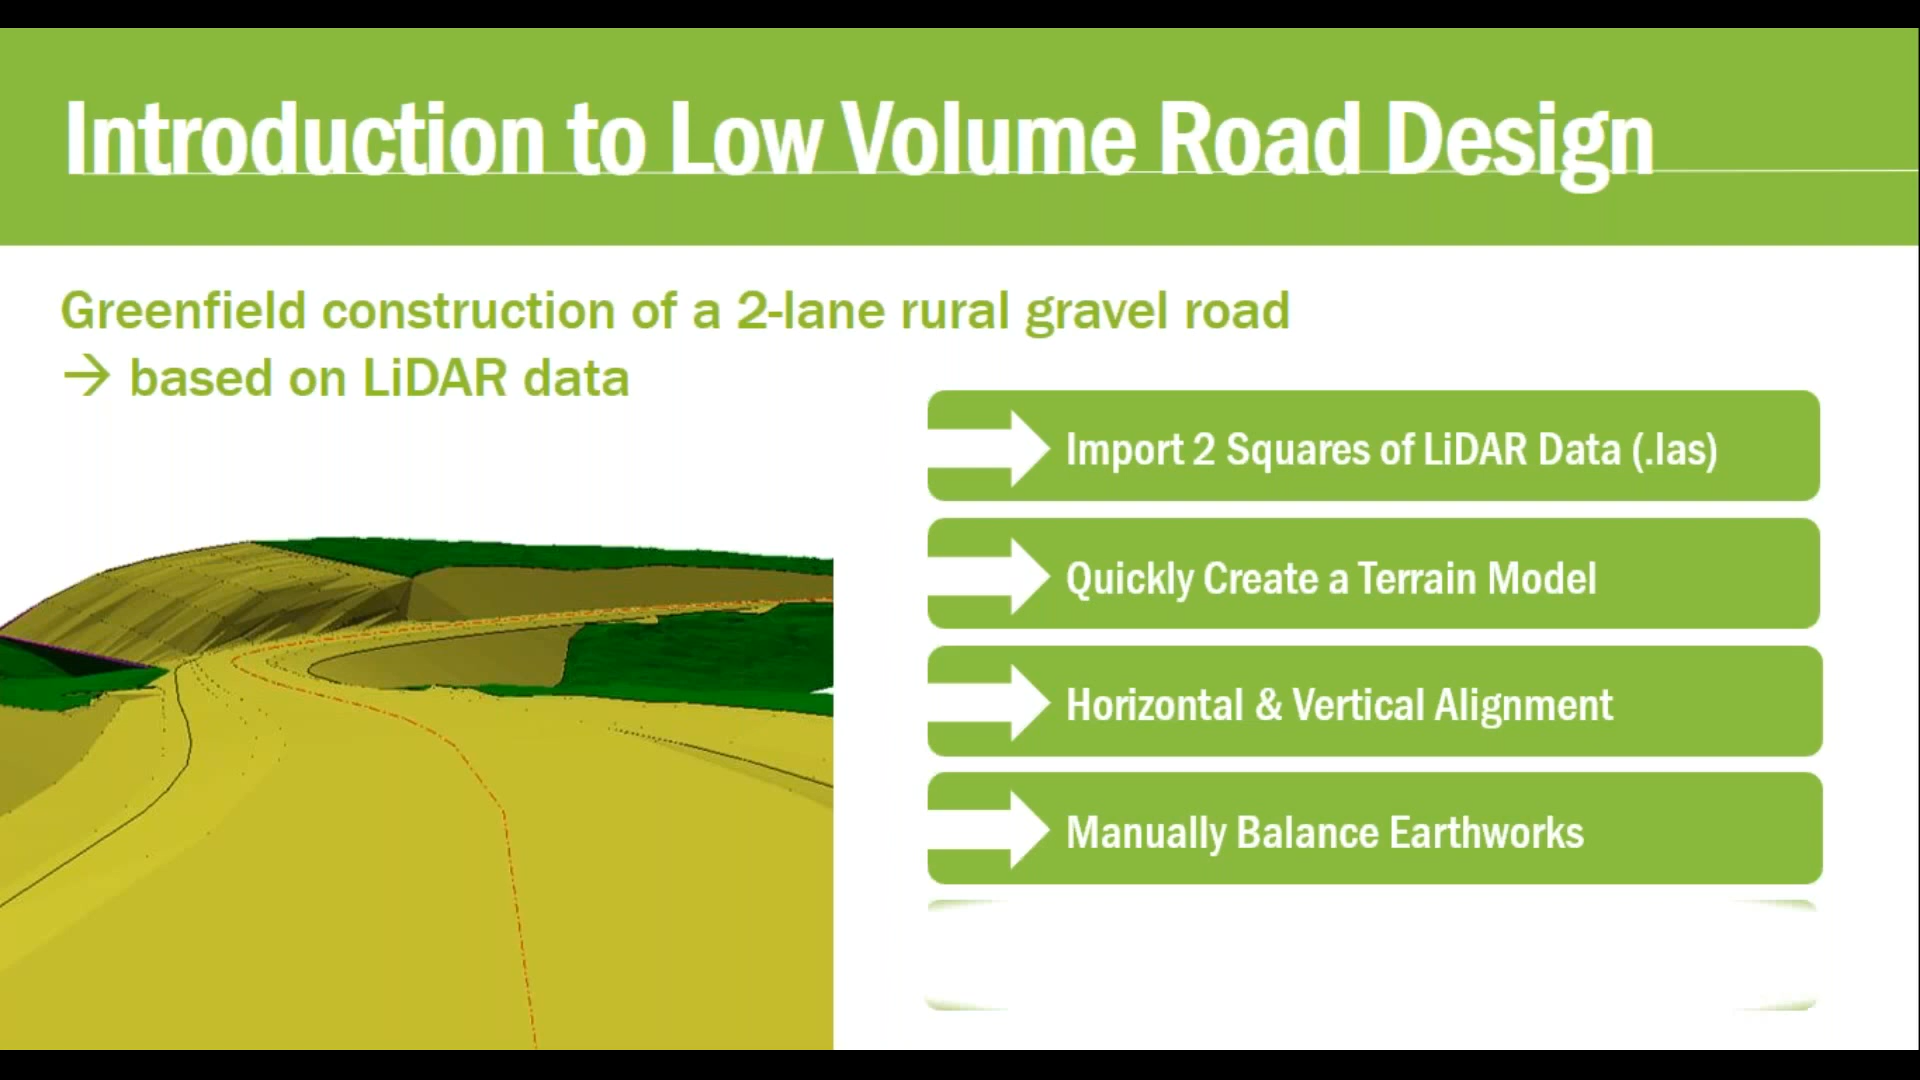 Introduction to Low Volume Road Design
Greenfield construction of a 2-lane rural gravel road
→ based on LiDAR data
Import 2 Squares of LiDAR Data (.las)
Quickly Create a Terrain Model
Horizontal & Vertical Alignment
Manually Balance Earthworks